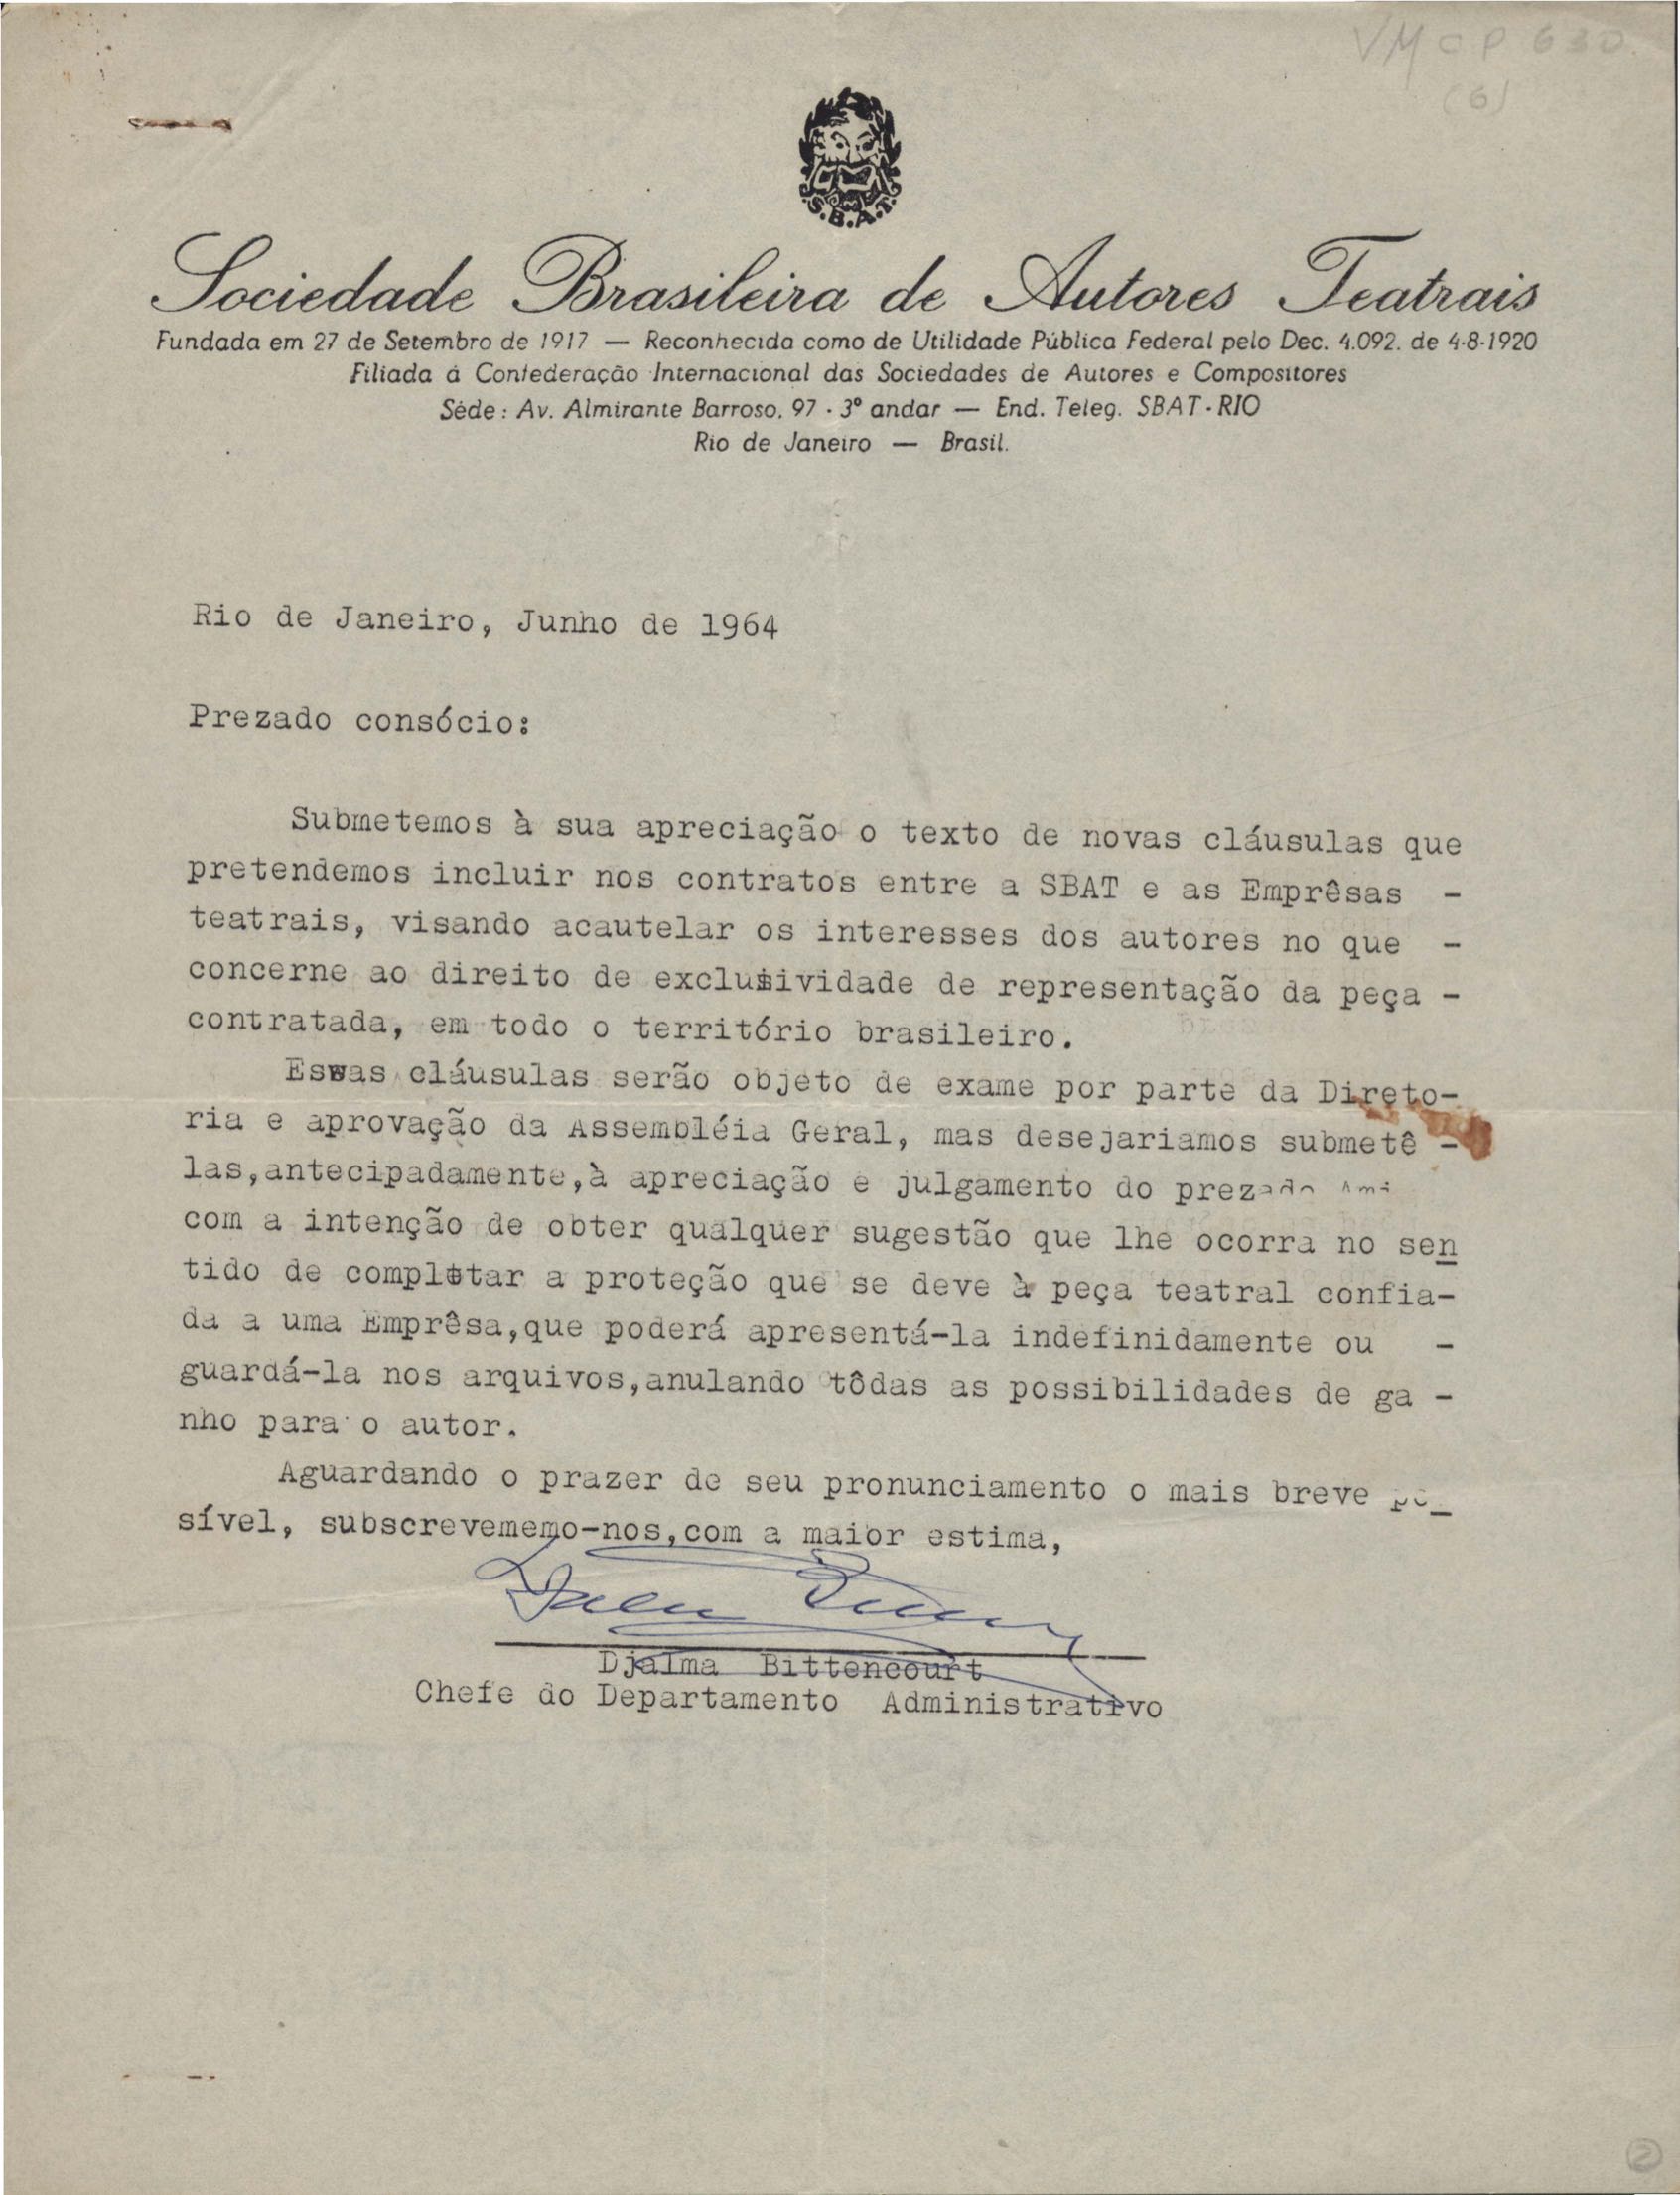 VM CP 630.
(6)
S.B.A.T.
Sociedade Brasileira de Autores Teatrais
Fundada em 27 de Setembro de 1917 — Reconhecida como de Utilidade Pública Federal pelo Dec. 4.092. de 4-8-1920
Filiada á Confederação Internacional das Sociedades de Autores e Compositores
Séde: Av. Almirante Barroso, 97 - 3º andar — End. Teleg. SBAT-RIO
Rio de Janeiro — Brasil.
Rio de Janeiro, Junho de 1964
Prezado consócio:
Submetemos à sua apreciação o texto de novas cláusulas que
pretendemos incluir nos contratos entre a SBAT e as Emprêsas -
teatrais, visando acautelar os interesses dos autores no que -
concerne ao direito de exclusividade de representação da peça -
contratada, em todo o território brasileiro.
Essas cláusulas serão objeto de exame por parte da Direto-
ria e aprovação da Assembléia Geral, mas desejariamos submetê -
las,antecipadamente,à apreciação e julgamento do prezado Ami
com a intenção de obter qualquer sugestão que lhe ocorra no sen
tido de completar a proteção que se deve à peça teatral confia-
da a uma Emprêsa,que poderá apresentá-la indefinidamente ou -
guardá-la nos arquivos,anulando tôdas as possibilidades de ga -
nho para o autor.
Aguardando o prazer de seu pronunciamento o mais breve
sível, subscrevememo-nos,com a maior estima,
Djalma Bittencourt
Chefe do Departamento Administrativo
2